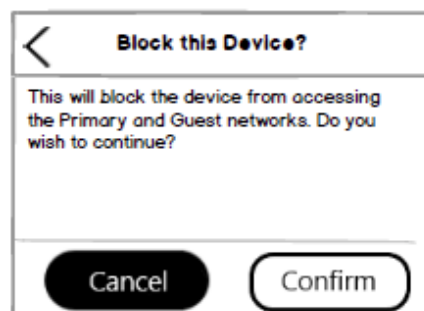 Block this Device?
This will block the device from accessing
the Primary and Guest networks. Do you
wish to continue?
Cancel
Confirm